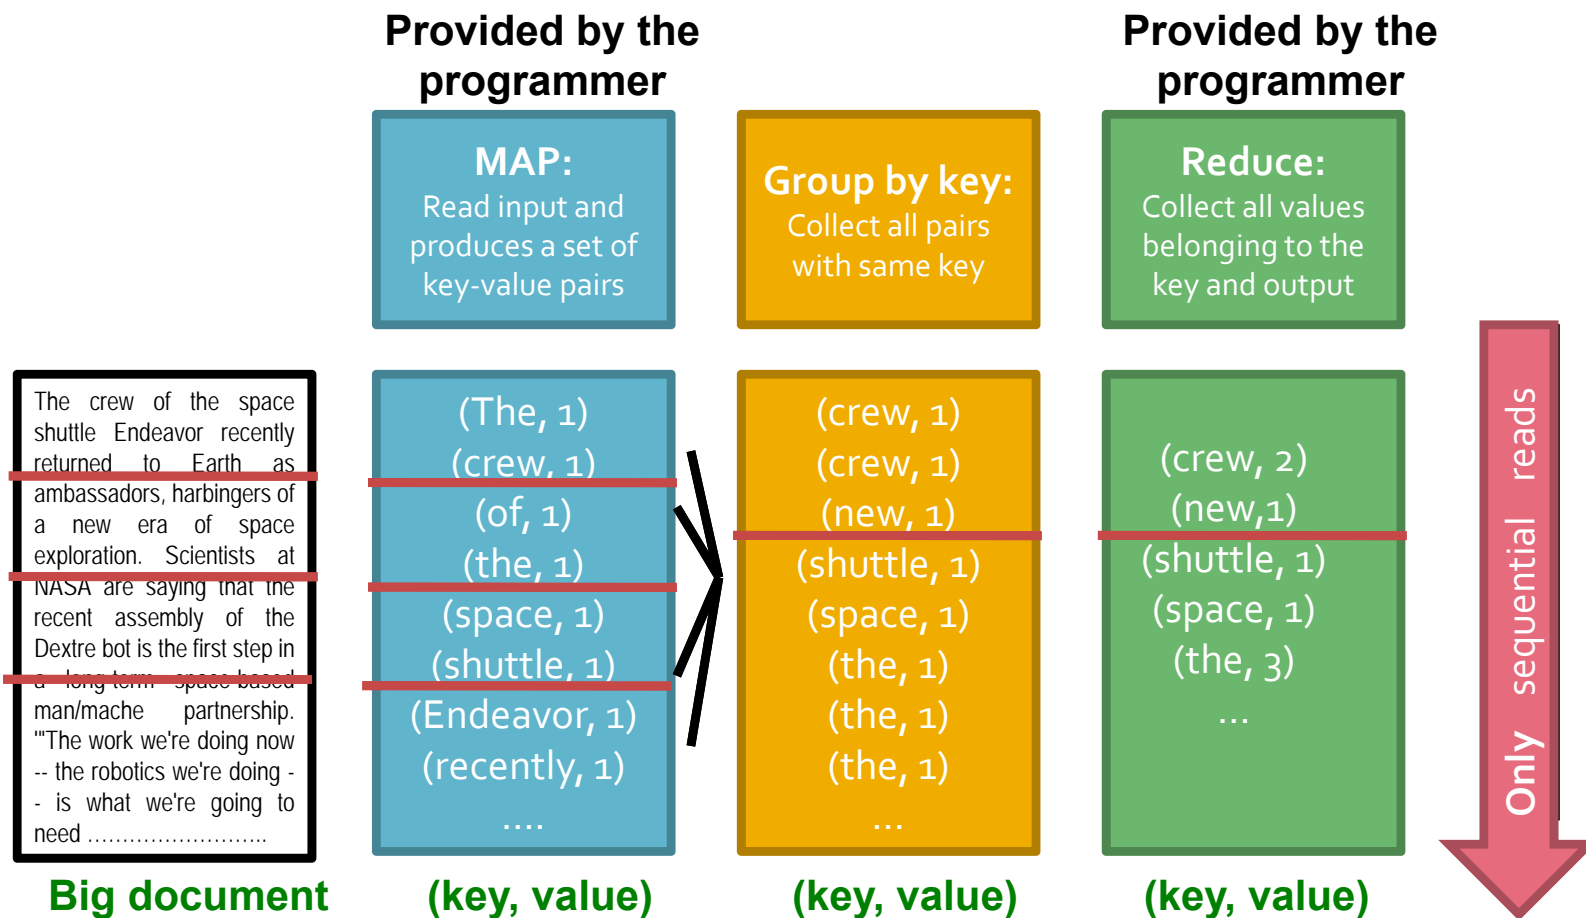 Provided by the
programmer
Provided by the
programmer
MAP:
Read input and
produces a set of
key-value pairs
Group by key:
Collect all pairs
with same key
Reduce:
Collect all values
belonging to the
key and output
The crew of the space
shuttle Endeavor recently
returned to Earth as
ambassadors, harbingers of
a new era of space
exploration. Scientists at
NASA are saying that the
recent assembly of the
Dextre bot is the first step in
a long-term space-based
man/mache partnership.
'"The work we're doing now
-- the robotics we're doing -
- is what we're going to
need ........................
Big document
(The, 1)
(crew, 1)
(of, 1)
(the, 1)
(space, 1)
(shuttle, 1)
(Endeavor, 1)
(recently, 1)
....
(key, value)
(crew, 1)
(crew, 1)
(new, 1)
(shuttle, 1)
(space, 1)
(the, 1)
(the, 1)
(the, 1)
...
(key, value)
(crew, 2)
(new,1)
(shuttle, 1)
(space, 1)
(the, 3)
...
(key, value)
Only sequential reads